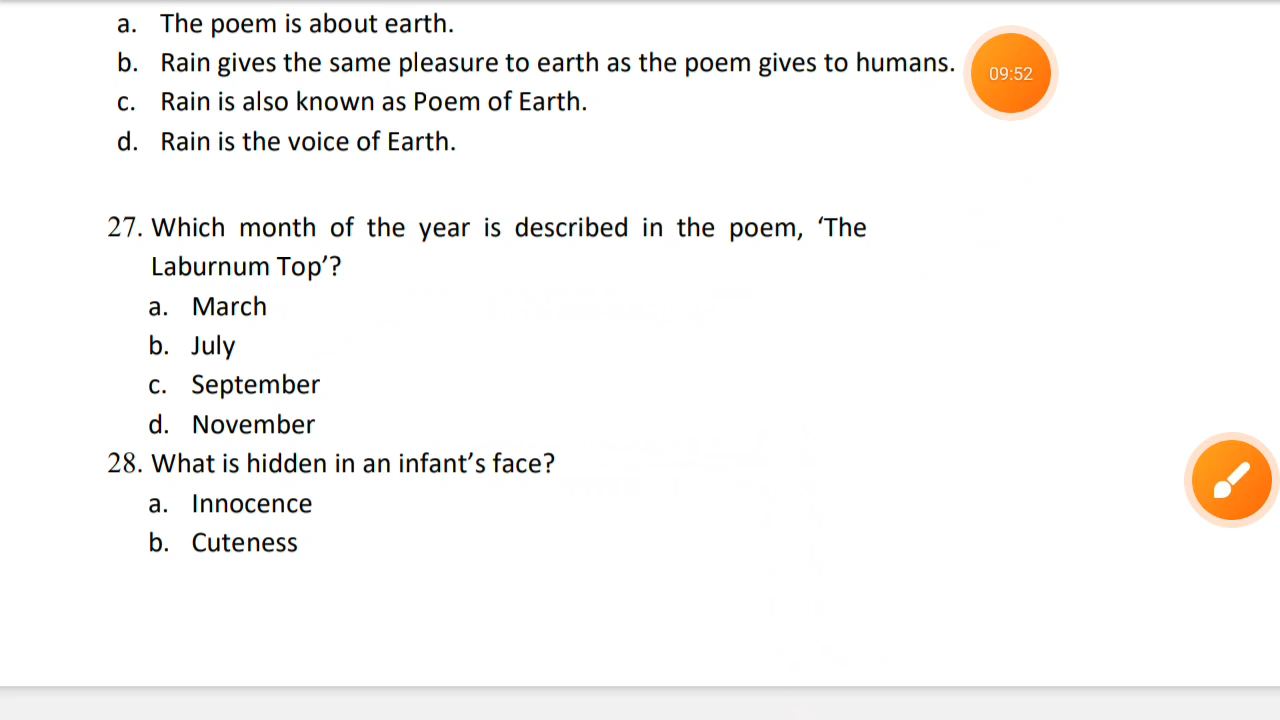 a. The poem is about earth.
b. Rain gives the same pleasure to earth as the poem gives to humans.
09:52
c. Rain is also known as Poem of Earth.
d. Rain is the voice of Earth.
27. Which month of the year is described in the poem, ‘The
Laburnum Top’?
a. March
b. July
c. September
d. November
28. What is hidden in an infant’s face?
a. Innocence
b. Cuteness